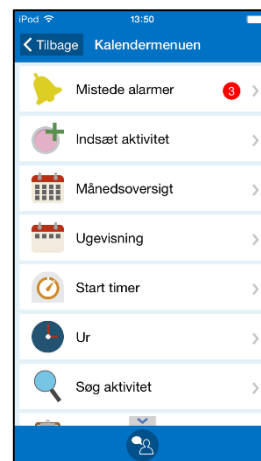 iPod 13:50
Tilbage Kalendermenuen
Mistede alarmer 3
Indsæt aktivitet
Månedsoversigt
Ugevisning
Start timer
Ur
Søg aktivitet